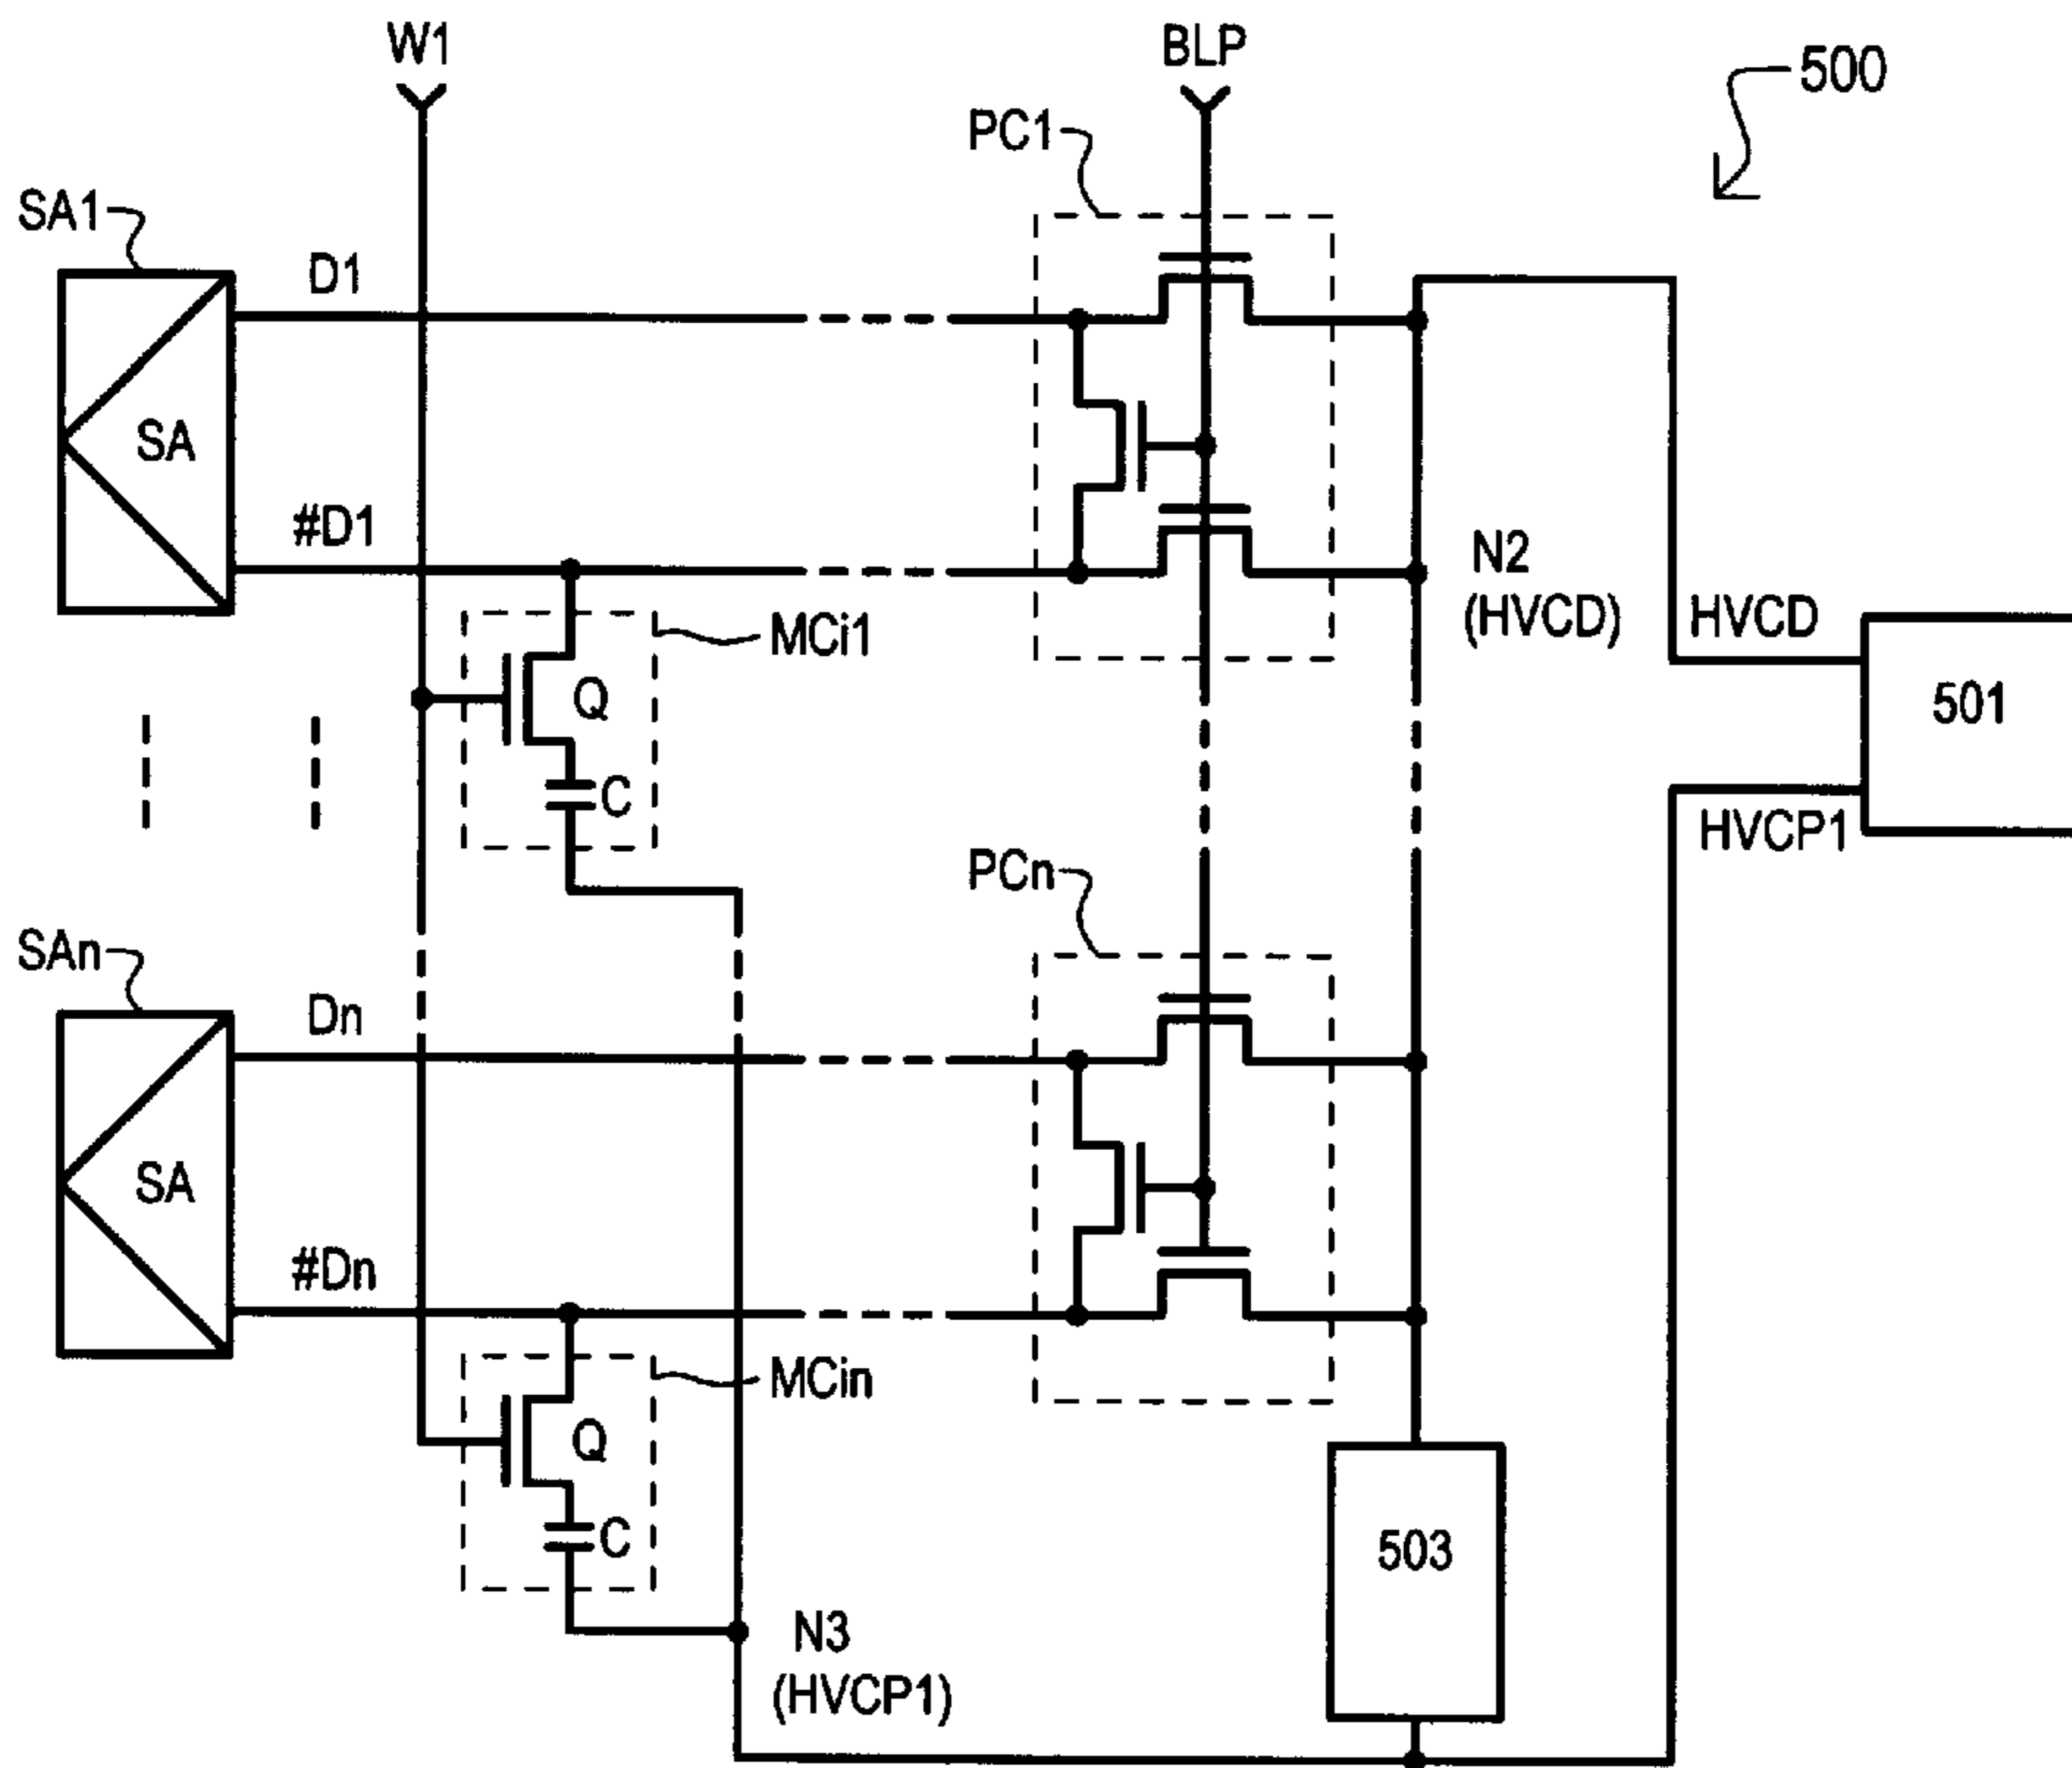 W1
BLP
500
PC1
SA1
D1
SA
#D1
N2
(HVCD)
HVCD
MCi1
501
Q
C
HVCP1
PCn
SAn
Dn
SA
#Dn
MCin
Q
C
503
N3
(HVCP1)